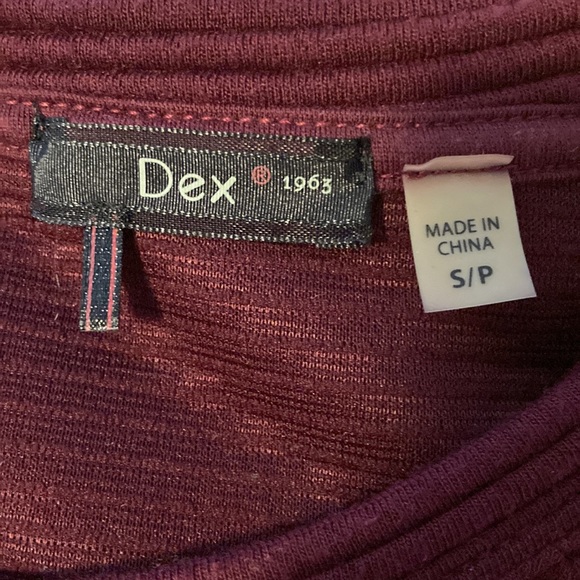 Dex ® 1963
MADE IN
CHINA
S/P